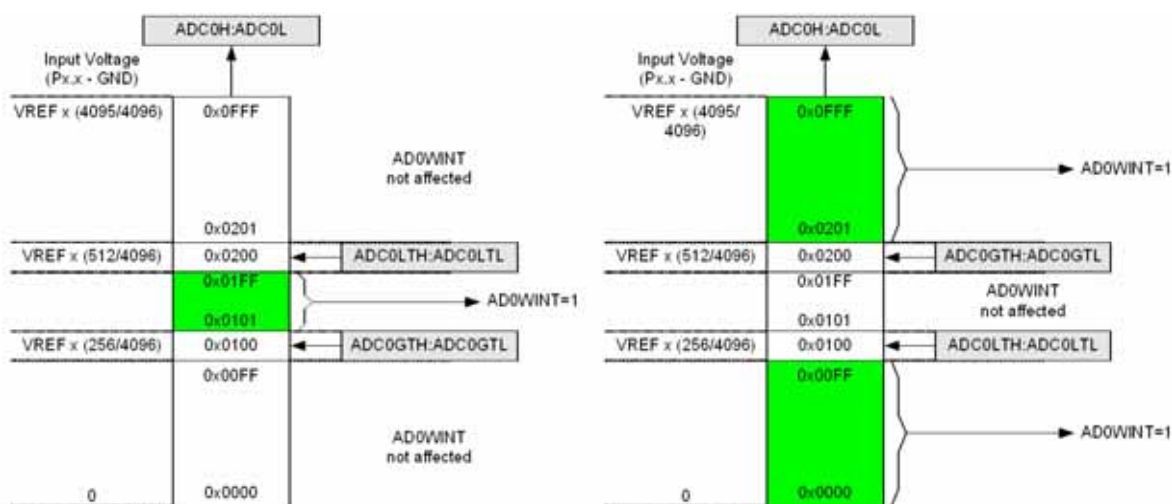 ADC0H:ADC0L
Input Voltage
(Px.x - GND)
VREF x (4095/4096)
0x0FFF
AD0WINT
not affected
0x0201
VREF x (512/4096)
0x0200
ADC0LTH:ADC0LTL
0x01FF
AD0WINT=1
0x0101
VREF x (256/4096)
0x0100
ADC0GTH:ADC0GTL
0x00FF
AD0WINT
not affected
0
0x0000
ADC0H:ADC0L
Input Voltage
(Px.x - GND)
VREF x (4095/
4096)
0x0FFF
AD0WINT=1
0x0201
VREF x (512/4096)
0x0200
ADC0GTH:ADC0GTL
0x01FF
AD0WINT
not affected
0x0101
VREF x (256/4096)
0x0100
ADC0LTH:ADC0LTL
0x00FF
AD0WINT=1
0
0x0000